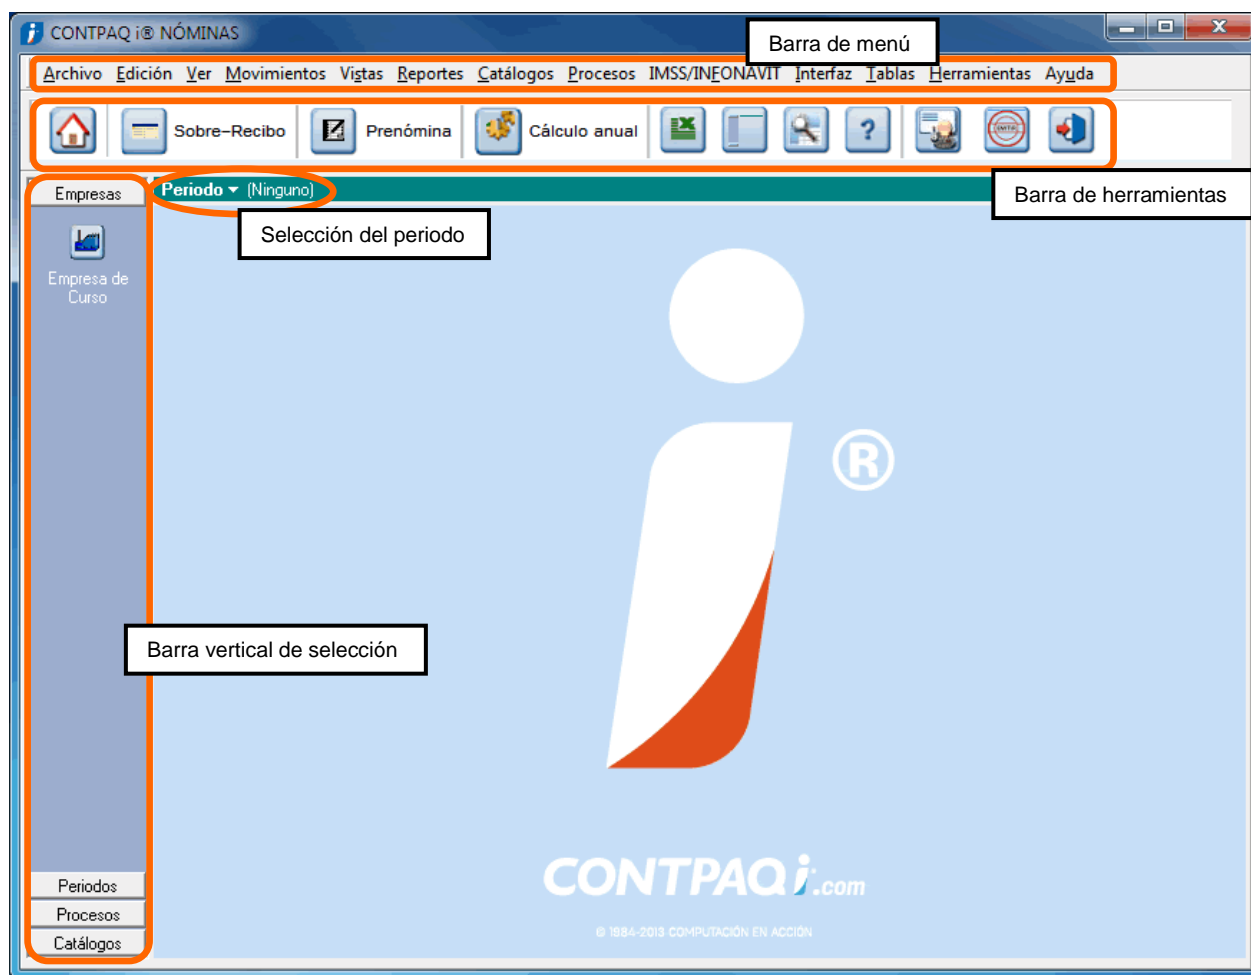 CONTPAQ i® NÓMINAS
Barra de menú
Archivo Edición Ver Movimientos Vistas Reportes Catálogos Procesos IMSS/INFONAVIT Interfaz Tablas Herramientas Ayuda
Sobre-Recibo Prenómina Cálculo anual ?
Barra de herramientas
Empresas
Periodo (Ninguno)
Selección del periodo
Empresa de
Curso
®
Barra vertical de selección
CONTPAQ i.com
© 1984-2013 COMPUTACIÓN EN ACCIÓN
Periodos
Procesos
Catálogos